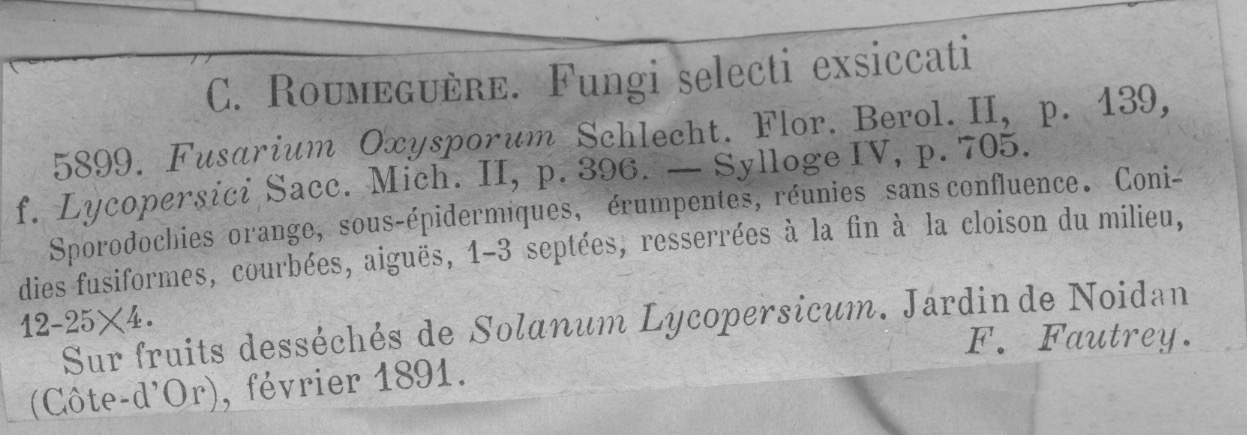 C. ROUMEGUÈRE. Fungi selecti exsiccati
5899. Fusarium Oxysporum Schlecht. Flor. Berol. II, p. 139,
f. Lycopersici Sacc. Mich. II, p. 396. — Sylloge IV, p. 705.
Sporodochies orange, sous-épidermiques, érumpentes, réunies sans confluence. Coni-
dies fusiformes, courbées, aiguës, 1-3 septées, resserrées à la fin à la cloison du milieu,
12-25×4.
Sur fruits desséchés de Solanum Lycopersicum. Jardin de Noidan
(Côte-d'Or), février 1891.
F. Fautrey.